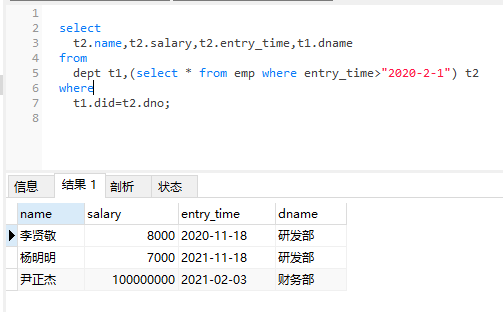 1
2 select
3 t2.name,t2.salary,t2.entry_time,t1.dname
4 from
5 dept t1,(select * from emp where entry_time>"2020-2-1") t2
6 where
7 t1.did=t2.dno;
8
信息 结果 1 剖析 状态
name salary entry_time dname
李贤敬 8000 2020-11-18 研发部
杨明明 7000 2021-11-18 研发部
尹正杰 100000000 2021-02-03 财务部